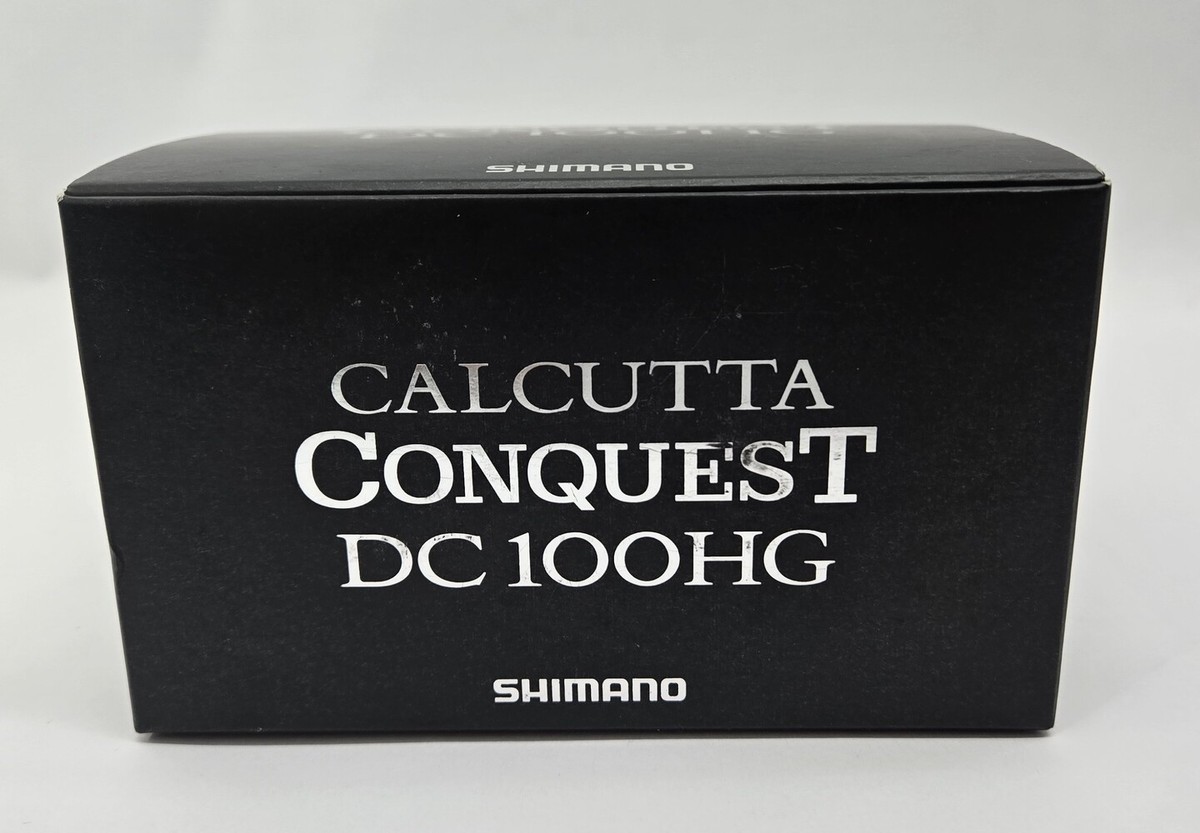 SHIMANO
CALCUTTA
CONQUEST
DC 100HG
SHIMANO